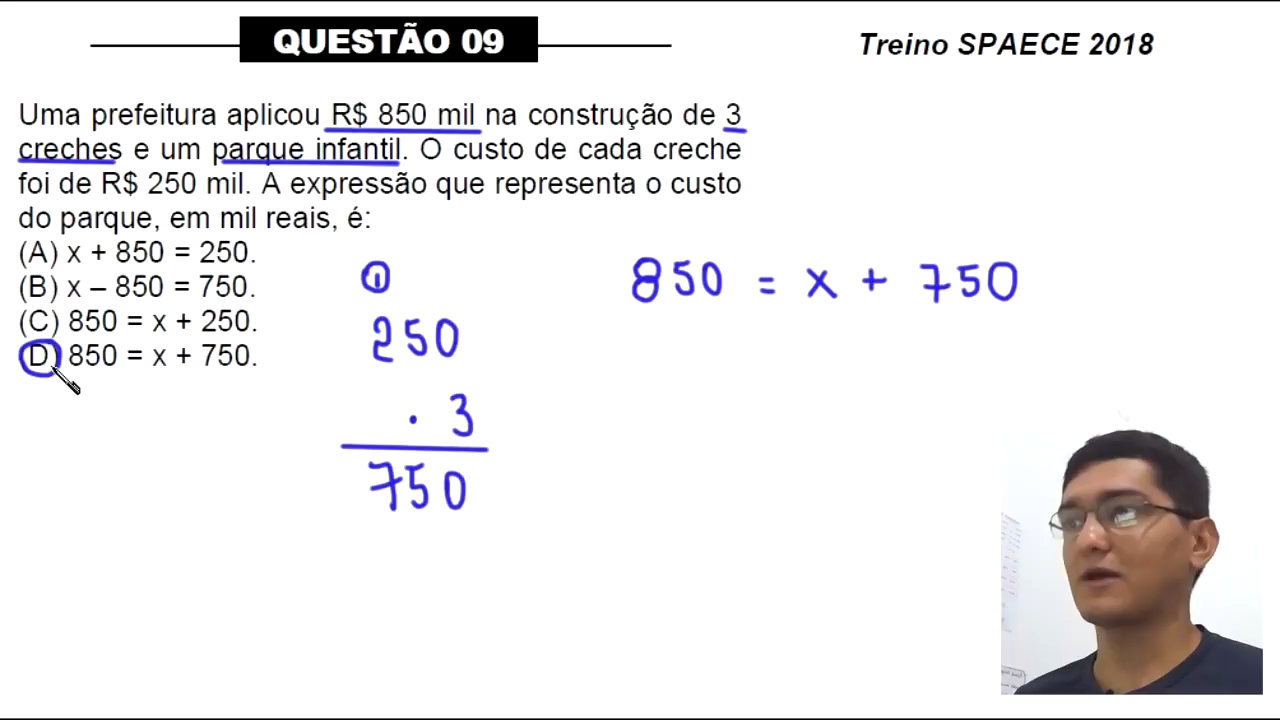 QUESTÃO 09
Treino SPAECE 2018
Uma prefeitura aplicou R$ 850 mil na construção de 3
creches e um parque infantil. O custo de cada creche
foi de R$ 250 mil. A expressão que representa o custo
do parque, em mil reais, é:
(A) x + 850 = 250.
(B) x – 850 = 750.
(C) 850 = x + 250.
(D) 850 = x + 750.
1
250
. 3
750
850 = x + 750